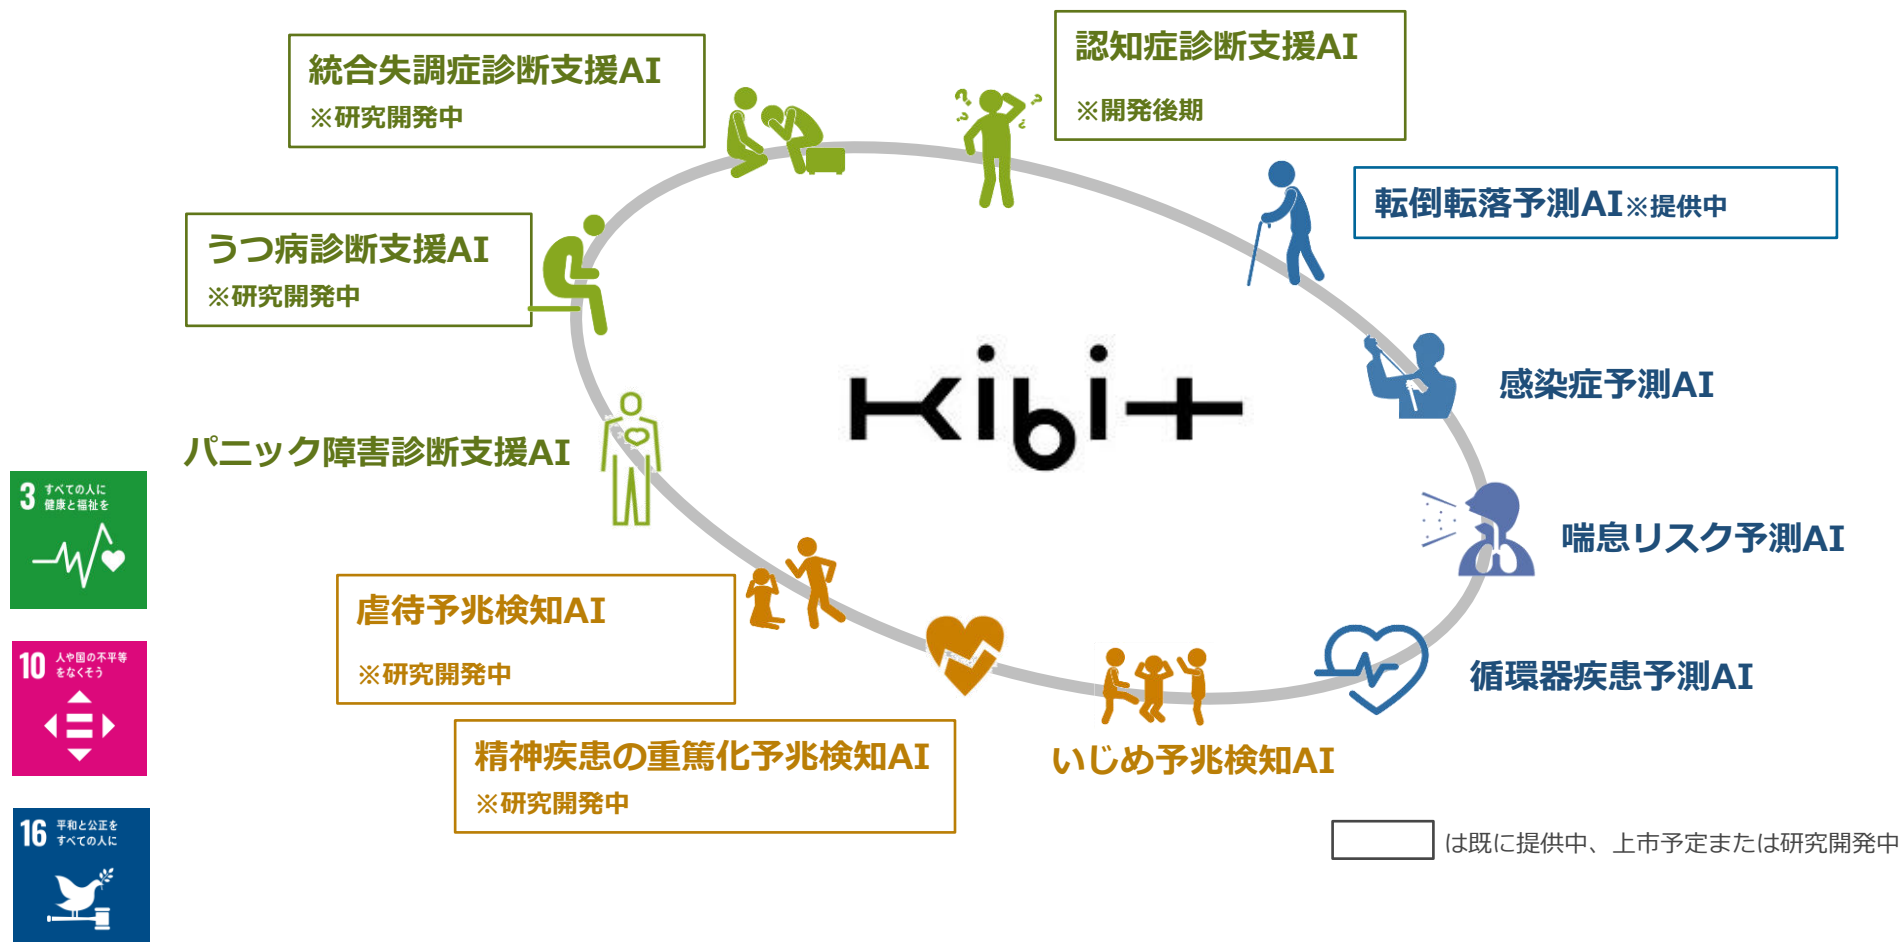 統合失調症診断支援AI
※研究開発中
認知症診断支援AI
※開発後期
転倒転落予測AI※提供中
うつ病診断支援AI
※研究開発中
感染症予測AI
kibit
パニック障害診断支援AI
喘息リスク予測AI
虐待予兆検知AI
※研究開発中
循環器疾患予測AI
精神疾患の重篤化予兆検知AI
※研究開発中
いじめ予兆検知AI
は既に提供中、上市予定または研究開発中
3 すべての人に
健康と福祉を
10 人や国の不平等
をなくそう
16 平和と公正を
すべての人に